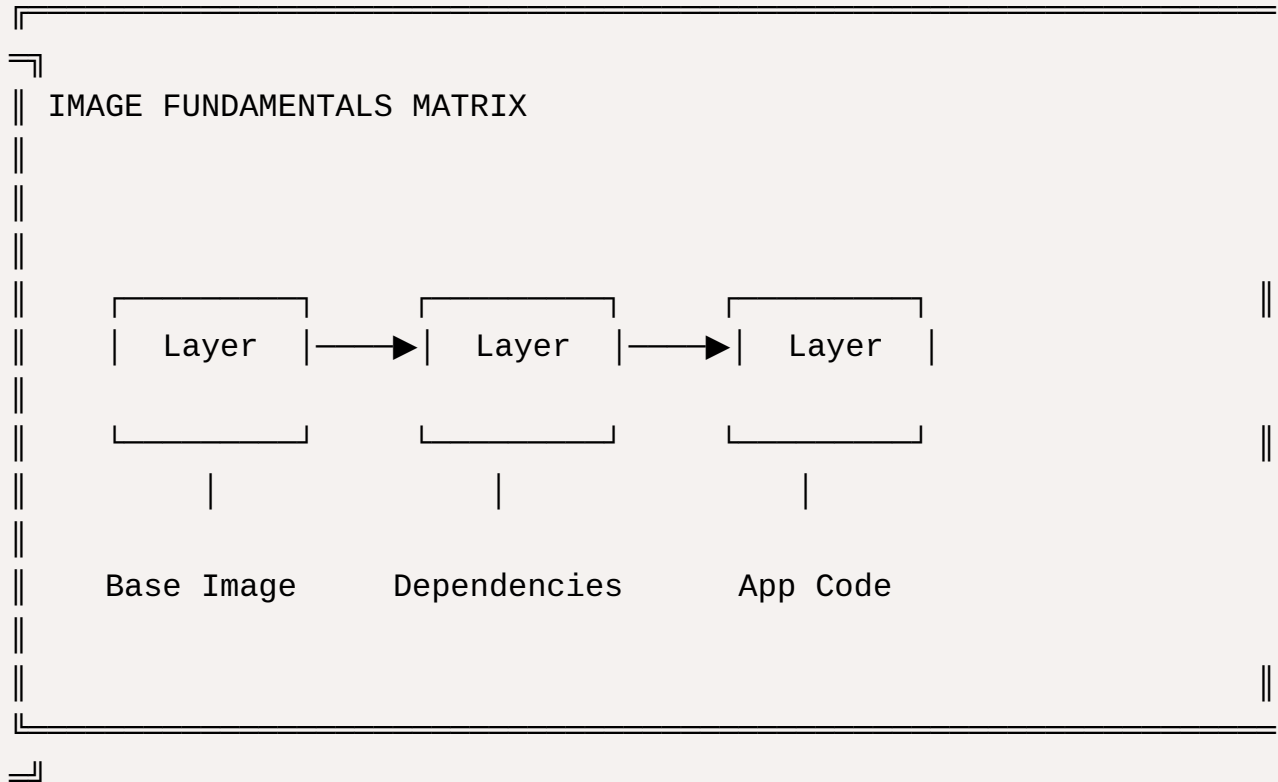 IMAGE FUNDAMENTALS MATRIX
Layer Layer Layer
Base Image Dependencies App Code